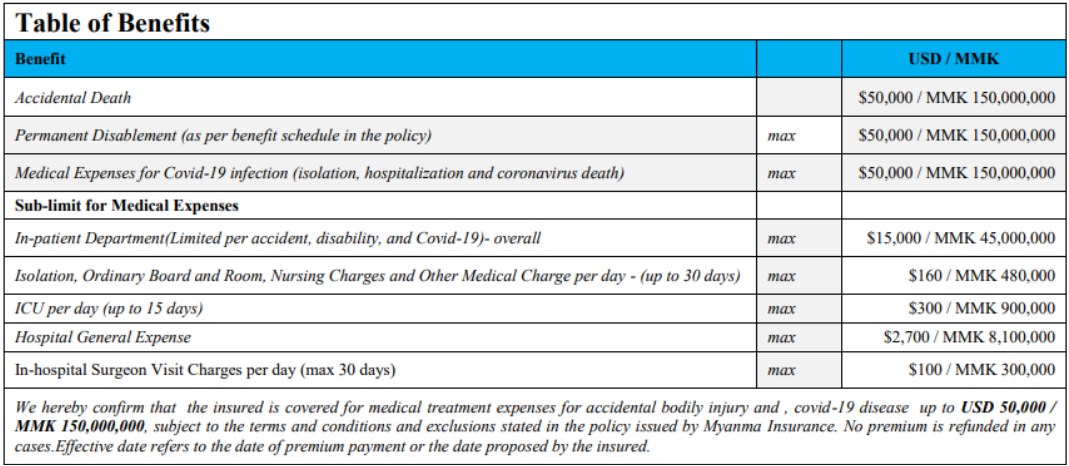 Table of Benefits
Benefit USD / MMK
Accidental Death $50,000 / MMK 150,000,000
Permanent Disablement (as per benefit schedule in the policy) max $50,000 / MMK 150,000,000
Medical Expenses for Covid-19 infection (isolation, hospitalization and coronavirus death) max $50,000 / MMK 150,000,000
Sub-limit for Medical Expenses
In-patient Department(Limited per accident, disability, and Covid-19)- overall max $15,000 / MMK 45,000,000
Isolation, Ordinary Board and Room, Nursing Charges and Other Medical Charge per day - (up to 30 days) max $160 / MMK 480,000
ICU per day (up to 15 days) max $300 / MMK 900,000
Hospital General Expense max $2,700 / MMK 8,100,000
In-hospital Surgeon Visit Charges per day (max 30 days) max $100 / MMK 300,000
We hereby confirm that the insured is covered for medical treatment expenses for accidental bodily injury and , covid-19 disease up to USD 50,000 /
MMK 150,000,000, subject to the terms and conditions and exclusions stated in the policy issued by Myanma Insurance. No premium is refunded in any
cases.Effective date refers to the date of premium payment or the date proposed by the insured.